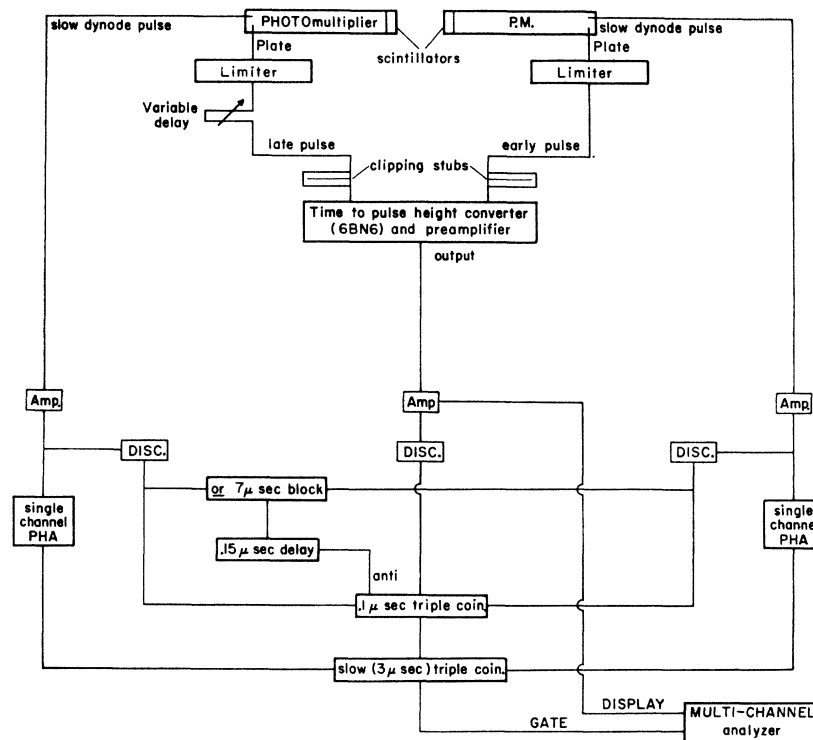 slow dynode pulse
PHOTOmultiplier
P.M.
slow dynode pulse
Plate
scintillators
Plate
Limiter
Limiter
Variable
delay
late pulse
early pulse
clipping stubs
Time to pulse height converter
(6BN6) and preamplifier
output
Amp.
Amp
Amp.
DISC.
DISC.
DISC.
or 7μ sec block
single
channel
PHA
single
channel
PHA
.15μ sec delay
anti
.1μ sec triple coin.
slow (3μ sec) triple coin.
DISPLAY
GATE
MULTI-CHANNEL
analyzer